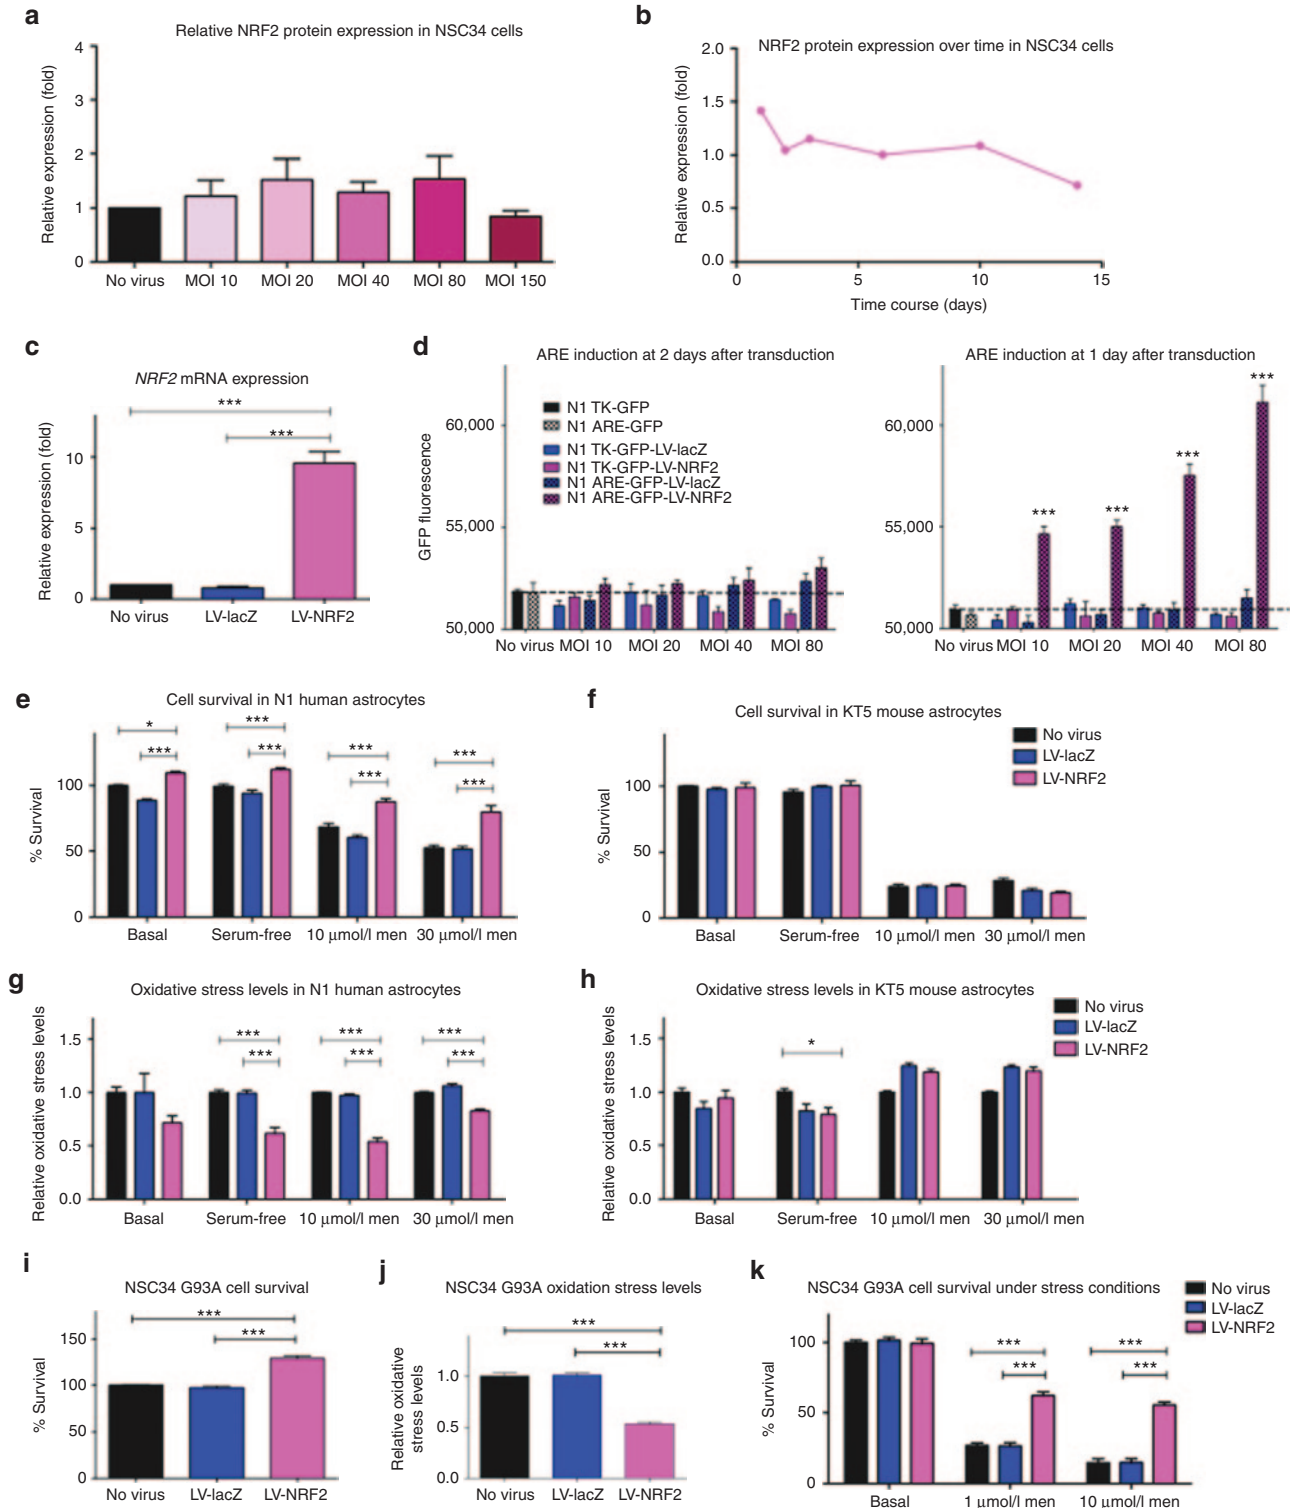 a
Relative NRF2 protein expression in NSC34 cells
Relative expression (fold)
4
3
2
1
0
No virus MOI 10 MOI 20 MOI 40 MOI 80 MOI 150
b
NRF2 protein expression over time in NSC34 cells
Relative expression (fold)
2.0
1.5
1.0
0.5
0.0
0 5 10 15
Time course (days)
c
NRF2 mRNA expression
***
***
Relative expression (fold)
10
5
0
No virus LV-lacZ LV-NRF2
d
ARE induction at 2 days after transduction
GFP fluorescence
60,000
55,000
50,000
N1 TK-GFP
N1 ARE-GFP
N1 TK-GFP-LV-lacZ
N1 TK-GFP-LV-NRF2
N1 ARE-GFP-LV-lacZ
N1 ARE-GFP-LV-NRF2
No virus MOI 10 MOI 20 MOI 40 MOI 80
ARE induction at 1 day after transduction
60,000
55,000
50,000
*** *** *** ***
No virus MOI 10 MOI 20 MOI 40 MOI 80
e
Cell survival in N1 human astrocytes
* *** *** ***
*** *** *** ***
% Survival
100
50
0
Basal Serum-free 10 μmol/l men 30 μmol/l men
f
Cell survival in KT5 mouse astrocytes
No virus
LV-lacZ
LV-NRF2
% Survival
100
50
0
Basal Serum-free 10 μmol/l men 30 μmol/l men
g
Oxidative stress levels in N1 human astrocytes
Relative oxidative stress levels
1.5
1.0
0.5
0.0
*** *** ***
*** *** ***
Basal Serum-free 10 μmol/l men 30 μmol/l men
h
Oxidative stress levels in KT5 mouse astrocytes
No virus
LV-lacZ
LV-NRF2
Relative oxidative stress levels
1.5
1.0
0.5
0.0
*
Basal Serum-free 10 μmol/l men 30 μmol/l men
i
NSC34 G93A cell survival
***
***
% Survival
150
100
50
0
No virus LV-lacZ LV-NRF2
j
NSC34 G93A oxidation stress levels
***
***
Relative oxidative
stress levels
1.0
0.5
0.0
No virus LV-lacZ LV-NRF2
k
NSC34 G93A cell survival under stress conditions
No virus
LV-lacZ
LV-NRF2
*** ***
*** ***
% Survival
100
50
0
Basal 1 μmol/l men 10 μmol/l men